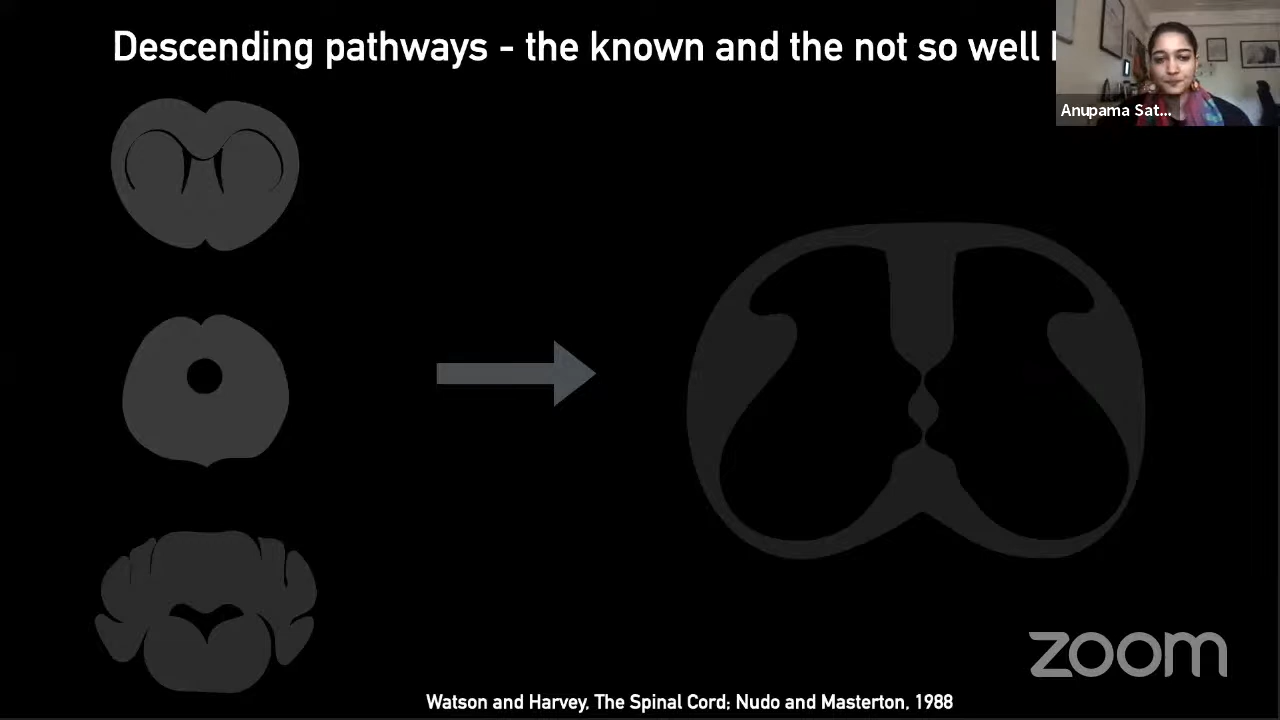 Descending pathways - the known and the not so well
Anupama Sat...
zoom
Watson and Harvey, The Spinal Cord; Nudo and Masterton, 1988